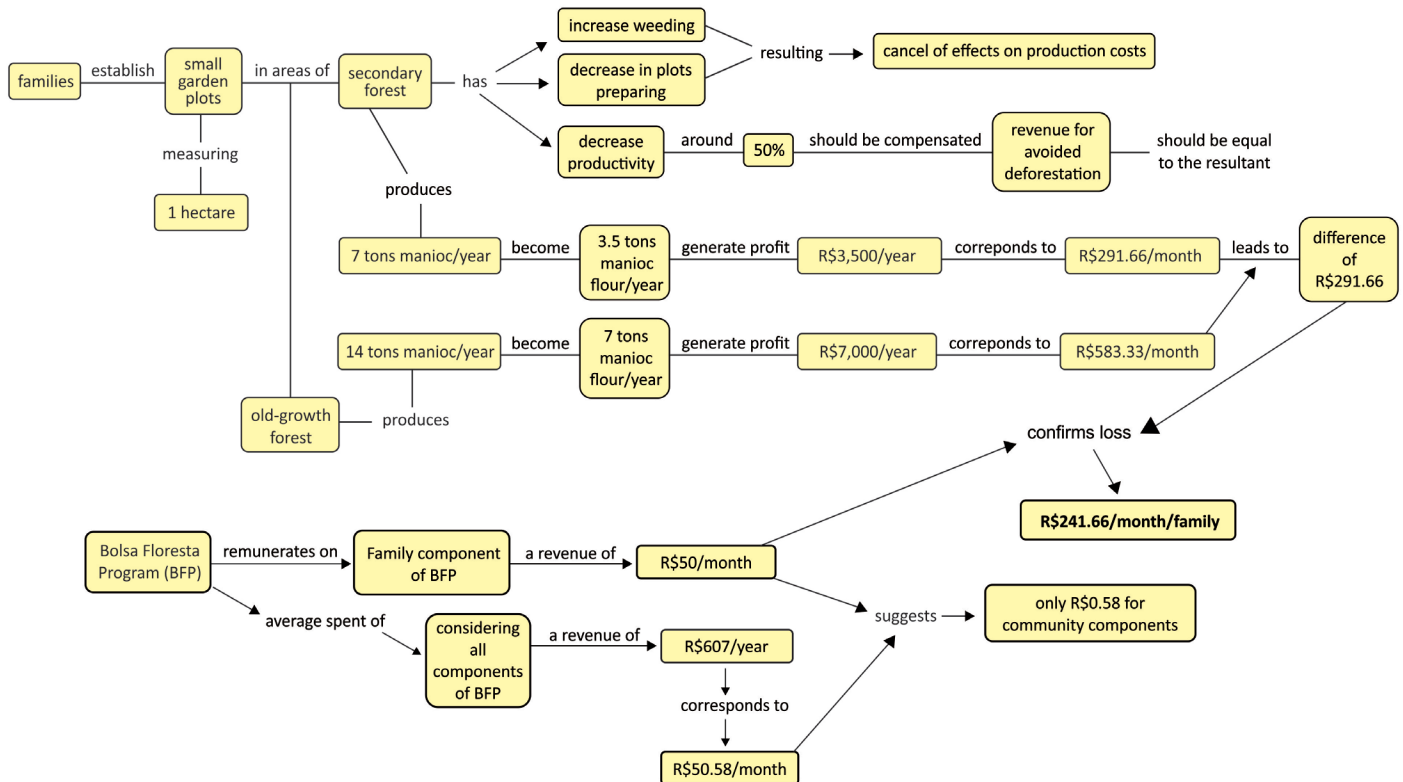 families
establish
small
garden
plots
in areas of
secondary
forest
has
increase weeding
decrease in plots
preparing
resulting
cancel of effects on production costs
decrease
productivity
around
50%
should be compensated
revenue for
avoided
deforestation
should be equal
to the resultant
measuring
1 hectare
produces
7 tons manioc/year
become
3.5 tons
manioc
flour/year
generate profit
R$3,500/year
correponds to
R$291.66/month
leads to
difference
of
R$291.66
14 tons manioc/year
become
7 tons
manioc
flour/year
generate profit
R$7,000/year
correponds to
R$583.33/month
old-growth
forest
produces
confirms loss
R$241.66/month/family
Bolsa Floresta
Program (BFP)
remunerates on
Family component
of BFP
a revenue of
R$50/month
average spent of
considering
all
components
of BFP
a revenue of
R$607/year
suggests
only R$0.58 for
community components
corresponds to
R$50.58/month